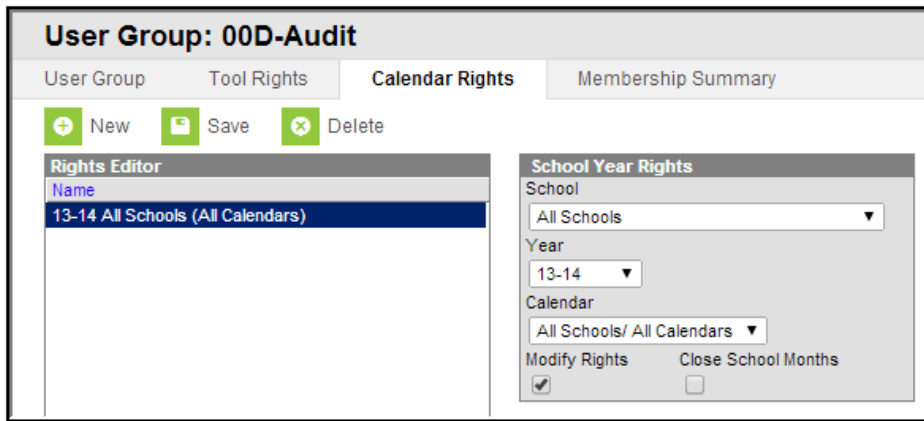 User Group: 00D-Audit
User Group Tool Rights Calendar Rights Membership Summary
New Save Delete
Rights Editor
Name
13-14 All Schools (All Calendars)
School Year Rights
School
All Schools
Year
13-14
Calendar
All Schools/ All Calendars
Modify Rights Close School Months